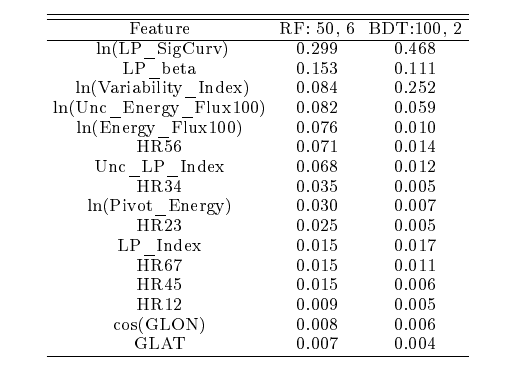 Feature RF: 50, 6 BDT:100, 2
ln(LP_SigCurv) 0.299 0.468
LP_beta 0.153 0.111
ln(Variability_Index) 0.084 0.252
ln(Unc_Energy_Flux100) 0.082 0.059
ln(Energy_Flux100) 0.076 0.010
HR56 0.071 0.014
Unc_LP_Index 0.068 0.012
HR34 0.035 0.005
ln(Pivot_Energy) 0.030 0.007
HR23 0.025 0.005
LP_Index 0.015 0.017
HR67 0.015 0.011
HR45 0.015 0.006
HR12 0.009 0.005
cos(GLON) 0.008 0.006
GLAT 0.007 0.004